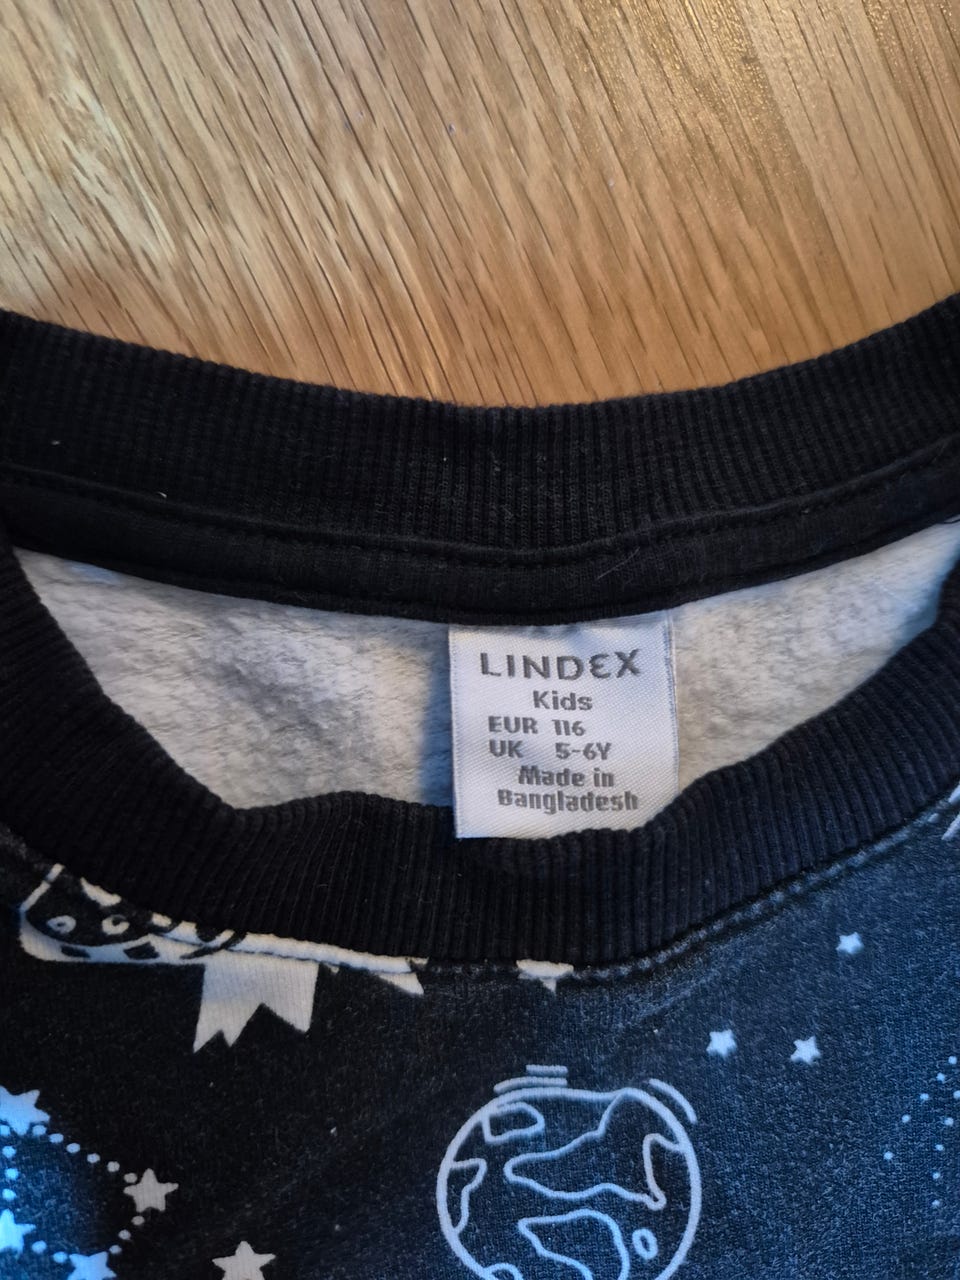 LINDEX
Kids
EUR 116
UK 5-6Y
Made in
Bangladesh